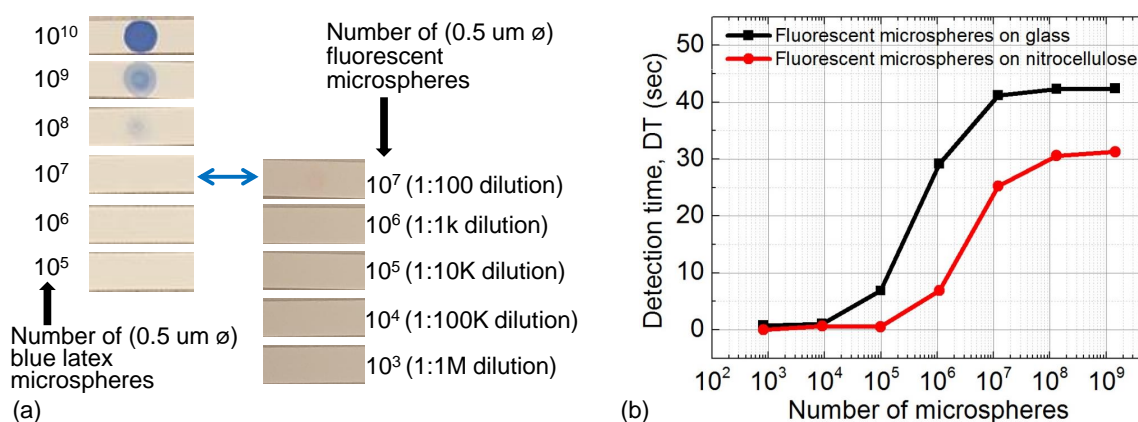 10¹⁰
10⁹
10⁸
10⁷
10⁶
10⁵
Number of (0.5 um ø)
blue latex
microspheres
(a)
Number of (0.5 um ø)
fluorescent
microspheres
10⁷ (1:100 dilution)
10⁶ (1:1k dilution)
10⁵ (1:10K dilution)
10⁴ (1:100K dilution)
10³ (1:1M dilution)
Fluorescent microspheres on glass
Fluorescent microspheres on nitrocellulose
Detection time, DT (sec)
50
40
30
20
10
0
10² 10³ 10⁴ 10⁵ 10⁶ 10⁷ 10⁸ 10⁹
Number of microspheres
(b)